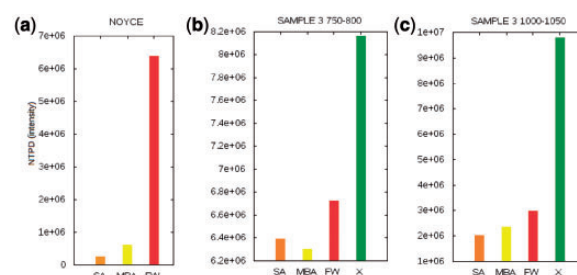 (a) NOYCE
NTPD (intensity)
7e+06
6e+06
5e+06
4e+06
3e+06
2e+06
1e+06
0
SA MBA FW
(b) SAMPLE 3 750-800
8.2e+06
8e+06
7.8e+06
7.6e+06
7.4e+06
7.2e+06
7e+06
6.8e+06
6.6e+06
6.4e+06
6.2e+06
SA MBA FW X
(c) SAMPLE 3 1000-1050
1e+07
9e+06
8e+06
7e+06
6e+06
5e+06
4e+06
3e+06
2e+06
1e+06
SA MBA FW X